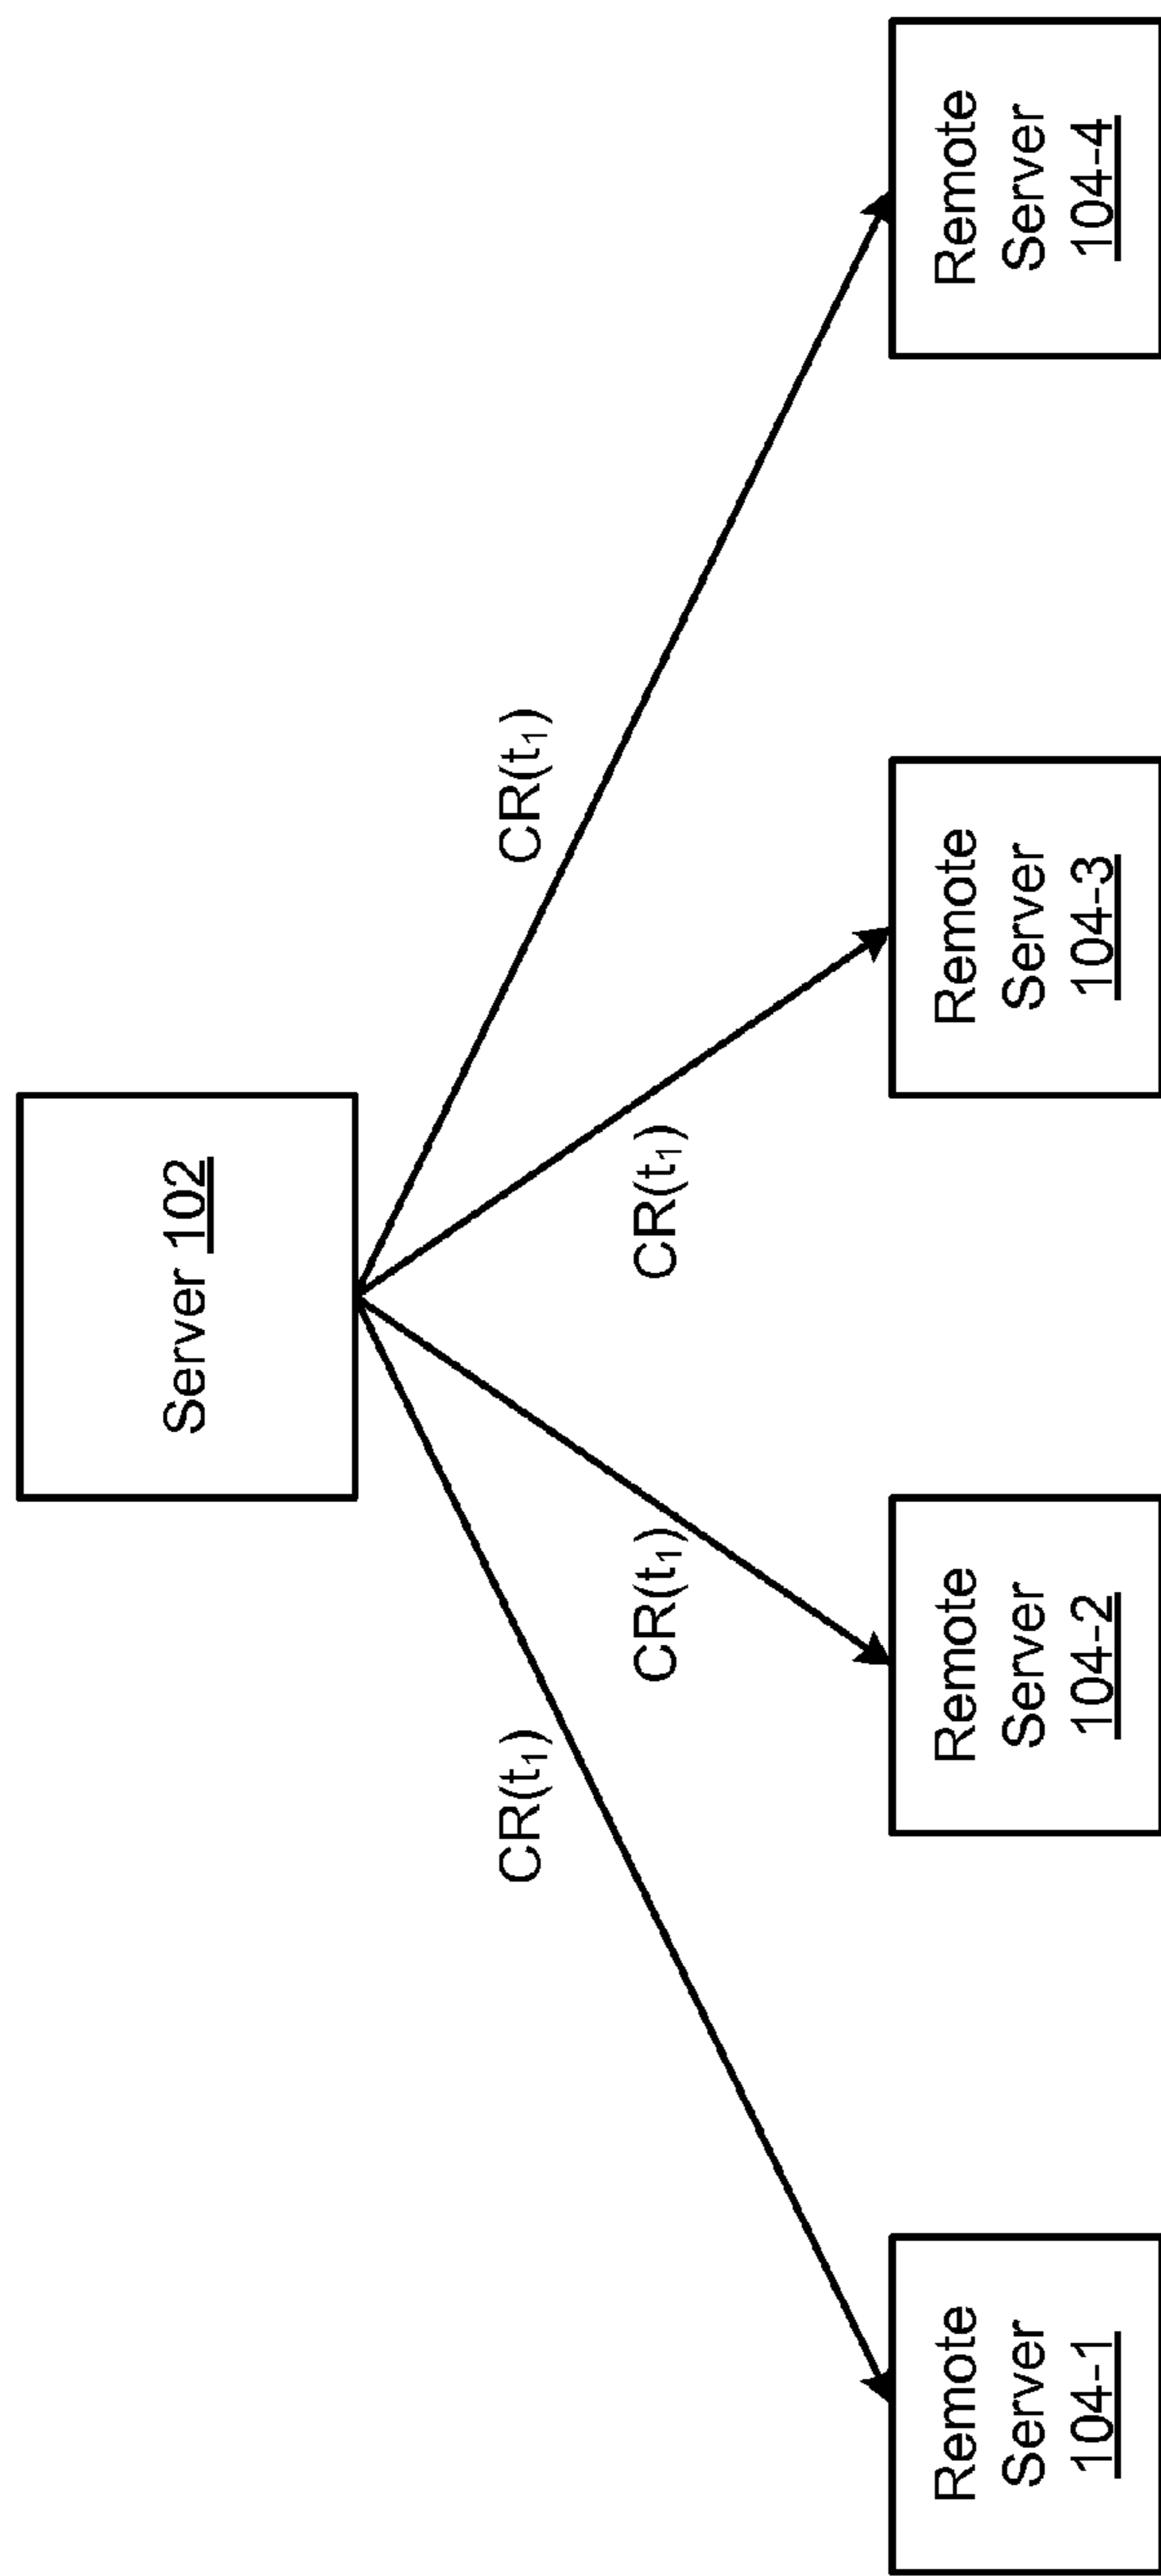 Server 102
CR(t₁)
CR(t₁)
CR(t₁)
CR(t₁)
Remote
Server
104-1
Remote
Server
104-2
Remote
Server
104-3
Remote
Server
104-4